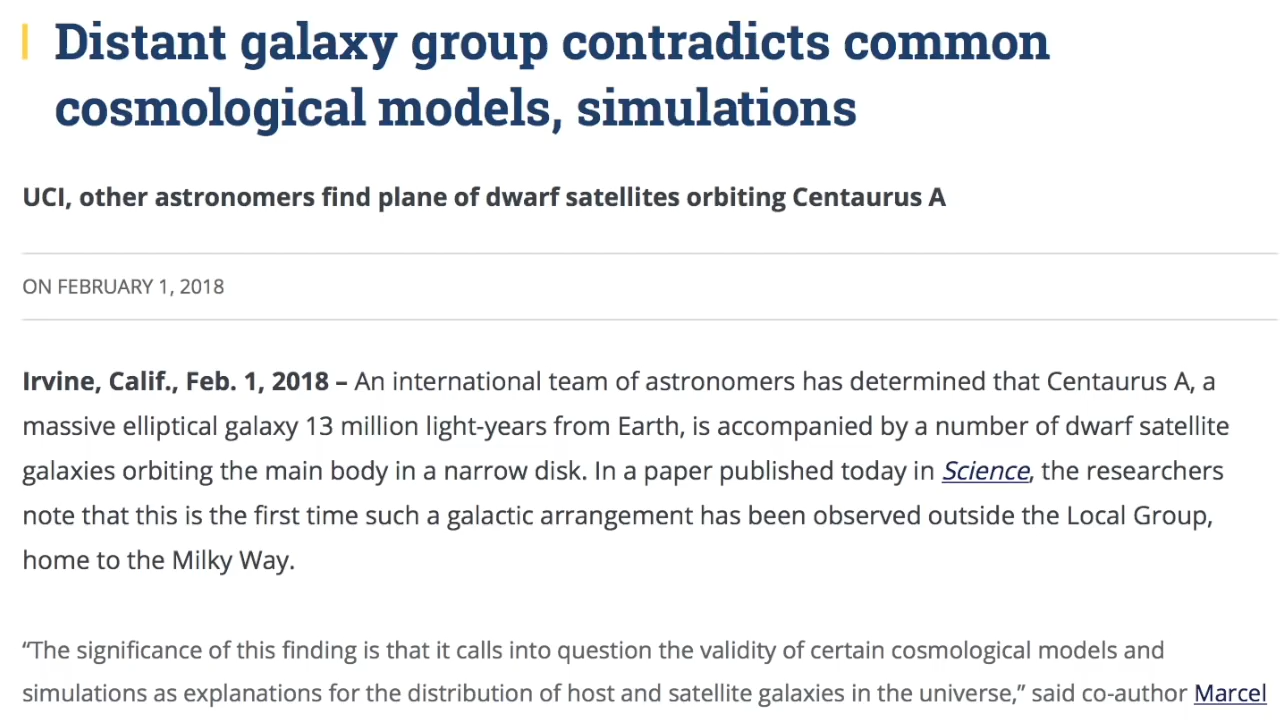 Distant galaxy group contradicts common
cosmological models, simulations
UCI, other astronomers find plane of dwarf satellites orbiting Centaurus A
ON FEBRUARY 1, 2018
Irvine, Calif., Feb. 1, 2018 – An international team of astronomers has determined that Centaurus A, a
massive elliptical galaxy 13 million light-years from Earth, is accompanied by a number of dwarf satellite
galaxies orbiting the main body in a narrow disk. In a paper published today in Science, the researchers
note that this is the first time such a galactic arrangement has been observed outside the Local Group,
home to the Milky Way.
“The significance of this finding is that it calls into question the validity of certain cosmological models and
simulations as explanations for the distribution of host and satellite galaxies in the universe,” said co-author Marcel